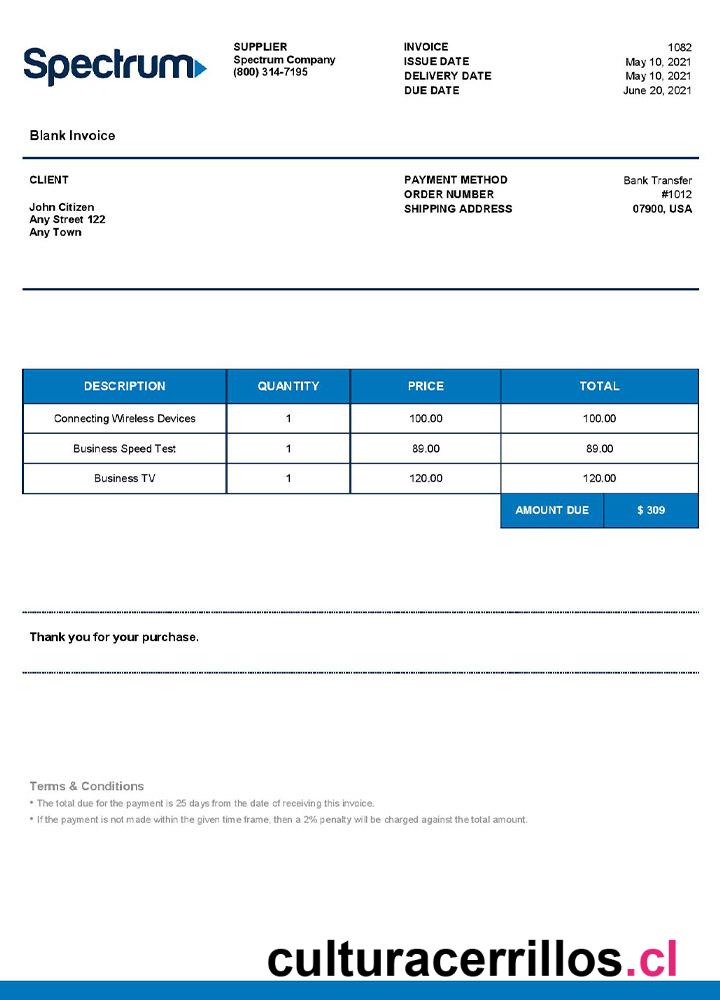 Spectrum
SUPPLIER
Spectrum Company
(800) 314-7195
INVOICE 1082
ISSUE DATE May 10, 2021
DELIVERY DATE May 10, 2021
DUE DATE June 20, 2021
Blank Invoice
CLIENT
John Citizen
Any Street 122
Any Town
PAYMENT METHOD Bank Transfer
ORDER NUMBER #1012
SHIPPING ADDRESS 07900, USA
DESCRIPTION QUANTITY PRICE TOTAL
Connecting Wireless Devices 1 100.00 100.00
Business Speed Test 1 89.00 89.00
Business TV 1 120.00 120.00
AMOUNT DUE $ 309
Thank you for your purchase.
Terms & Conditions
* The total due for the payment is 25 days from the date of receiving this invoice.
* If the payment is not made within the given time frame, then a 2% penalty will be charged against the total amount.
culturacerrillos.cl